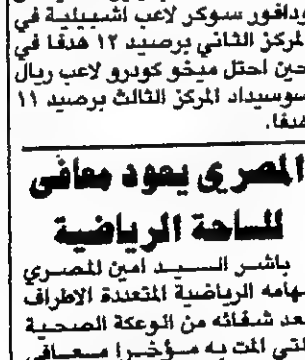 ودافور سوكر لاعب اشبيلية في
المركز الثاني برصيد ١٢ هدفا في
حين احتل ميخو كودرو لاعب ريال
سوسيداد المركز الثالث برصيد ١١
هدفا.
المصري يعود معافى
للساحة الرياضية
باشر السيد امين المصري
مهامه الرياضية المتعددة الاطراف
بعد شفائه من الوعكة الصحية
التي المت به مؤخرا معافى